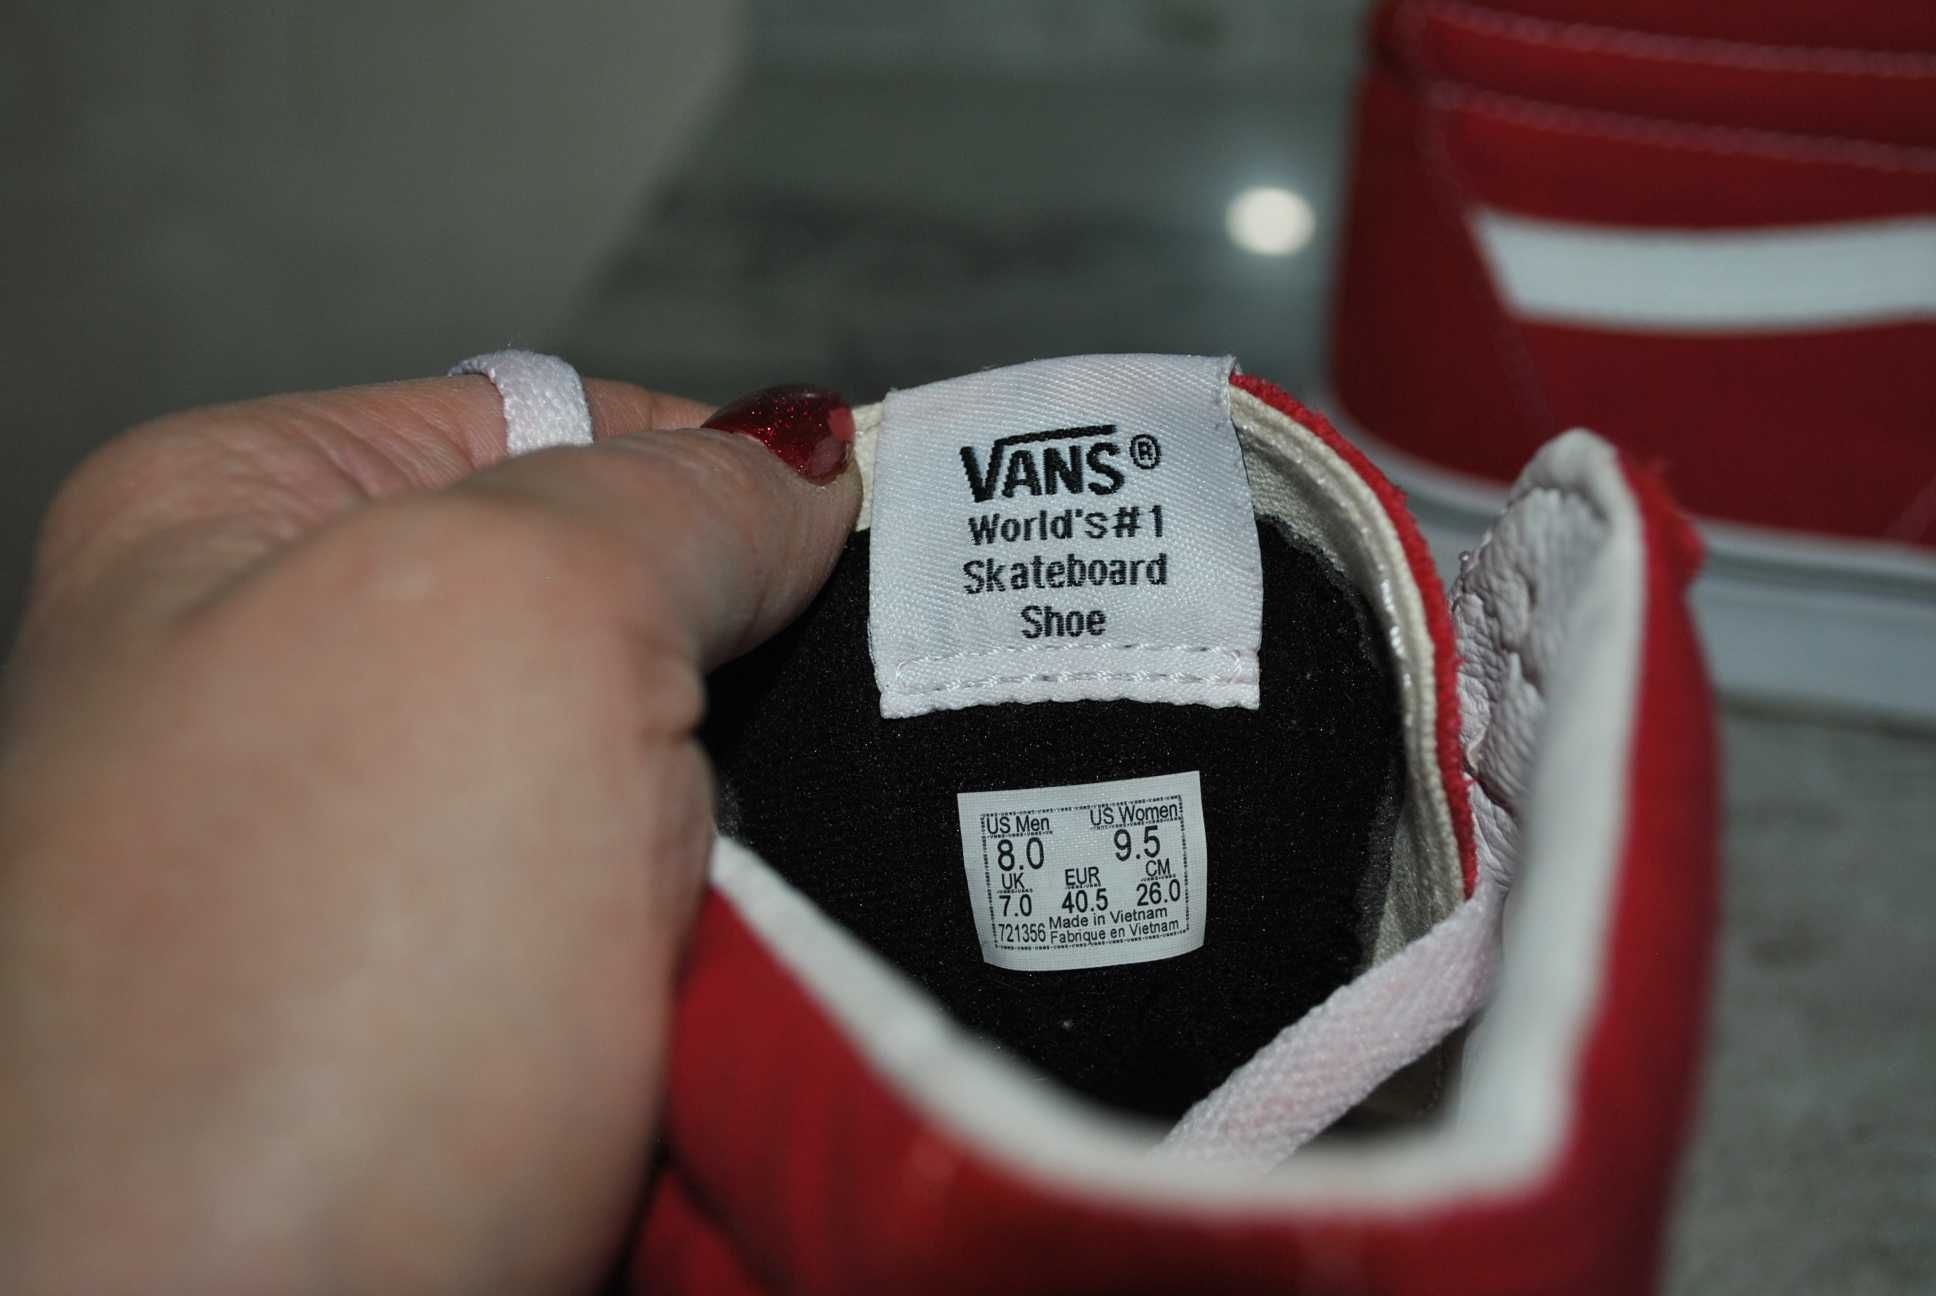 VANS®
World's #1
Skateboard
Shoe
US Men US Women
8.0 9.5
UK EUR CM
7.0 40.5 26.0
721356 Made in Vietnam
Fabrique en Vietnam